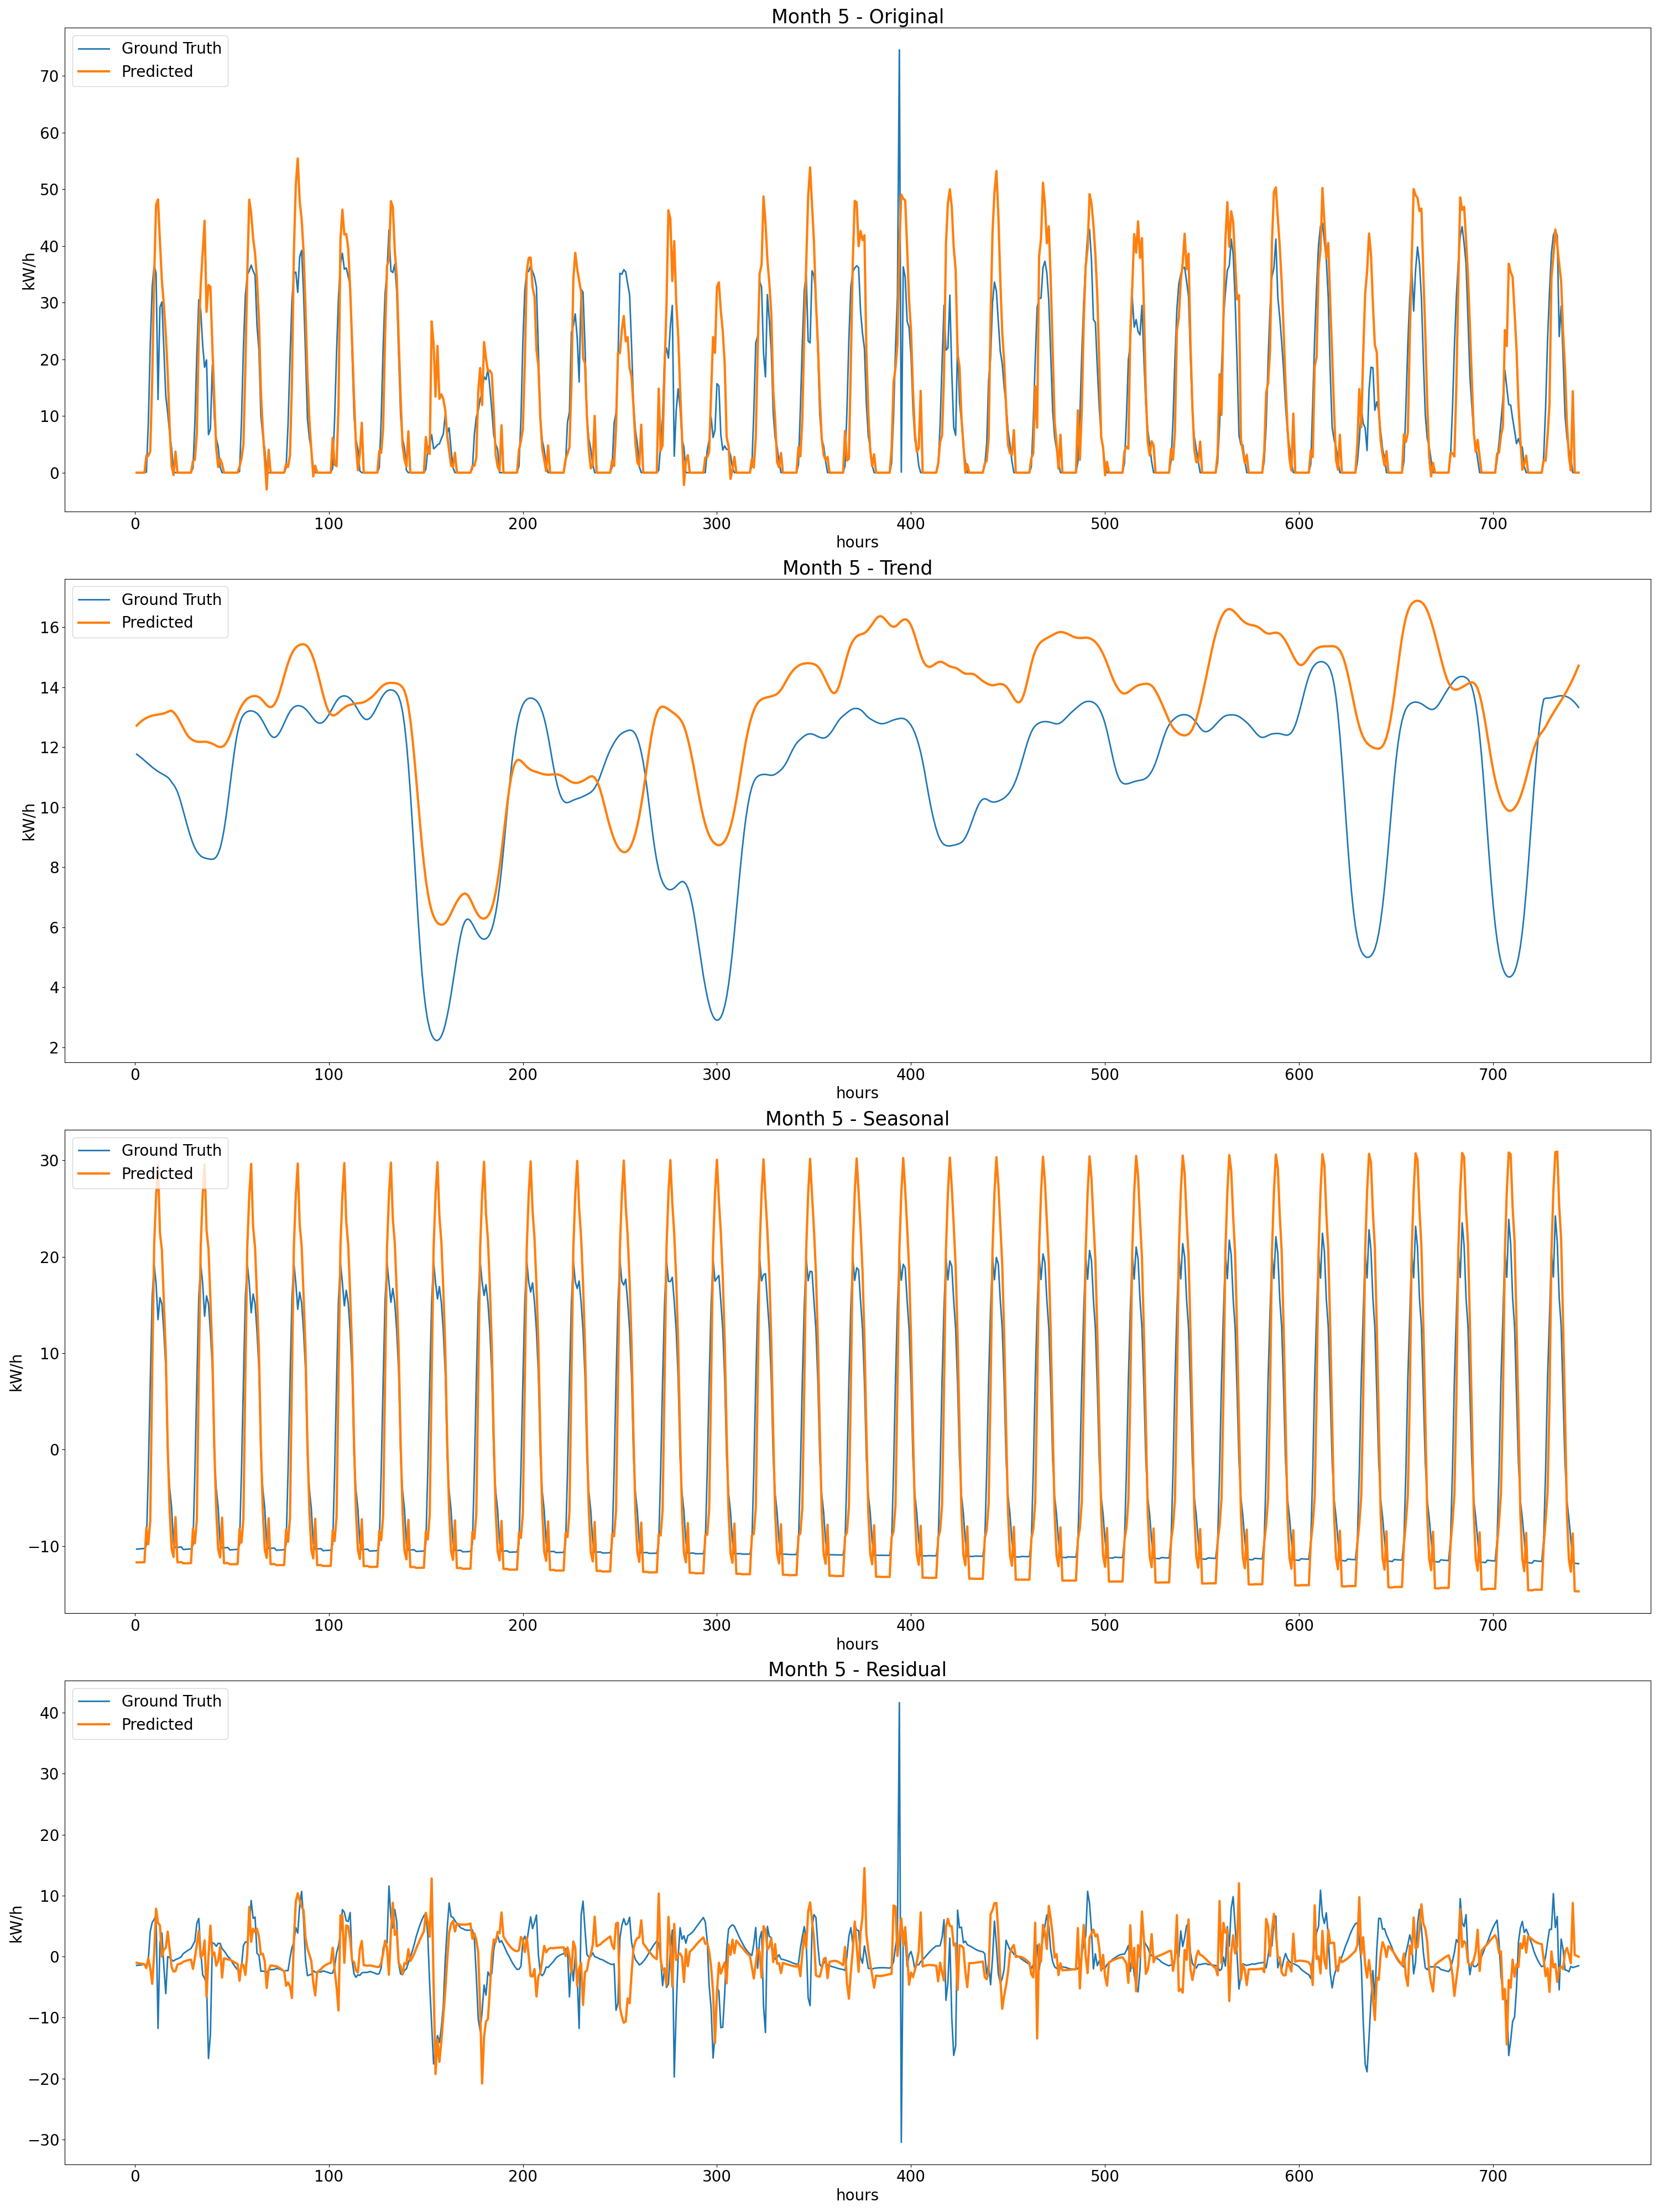 Month 5 - Original
Ground Truth
Predicted
70
60
50
40
30
20
10
0
kW/h
0 100 200 300 400 500 600 700
hours
Month 5 - Trend
Ground Truth
Predicted
16
14
12
10
8
6
4
2
kW/h
0 100 200 300 400 500 600 700
hours
Month 5 - Seasonal
Ground Truth
Predicted
30
20
10
0
−10
kW/h
0 100 200 300 400 500 600 700
hours
Month 5 - Residual
Ground Truth
Predicted
40
30
20
10
0
−10
−20
−30
kW/h
0 100 200 300 400 500 600 700
hours